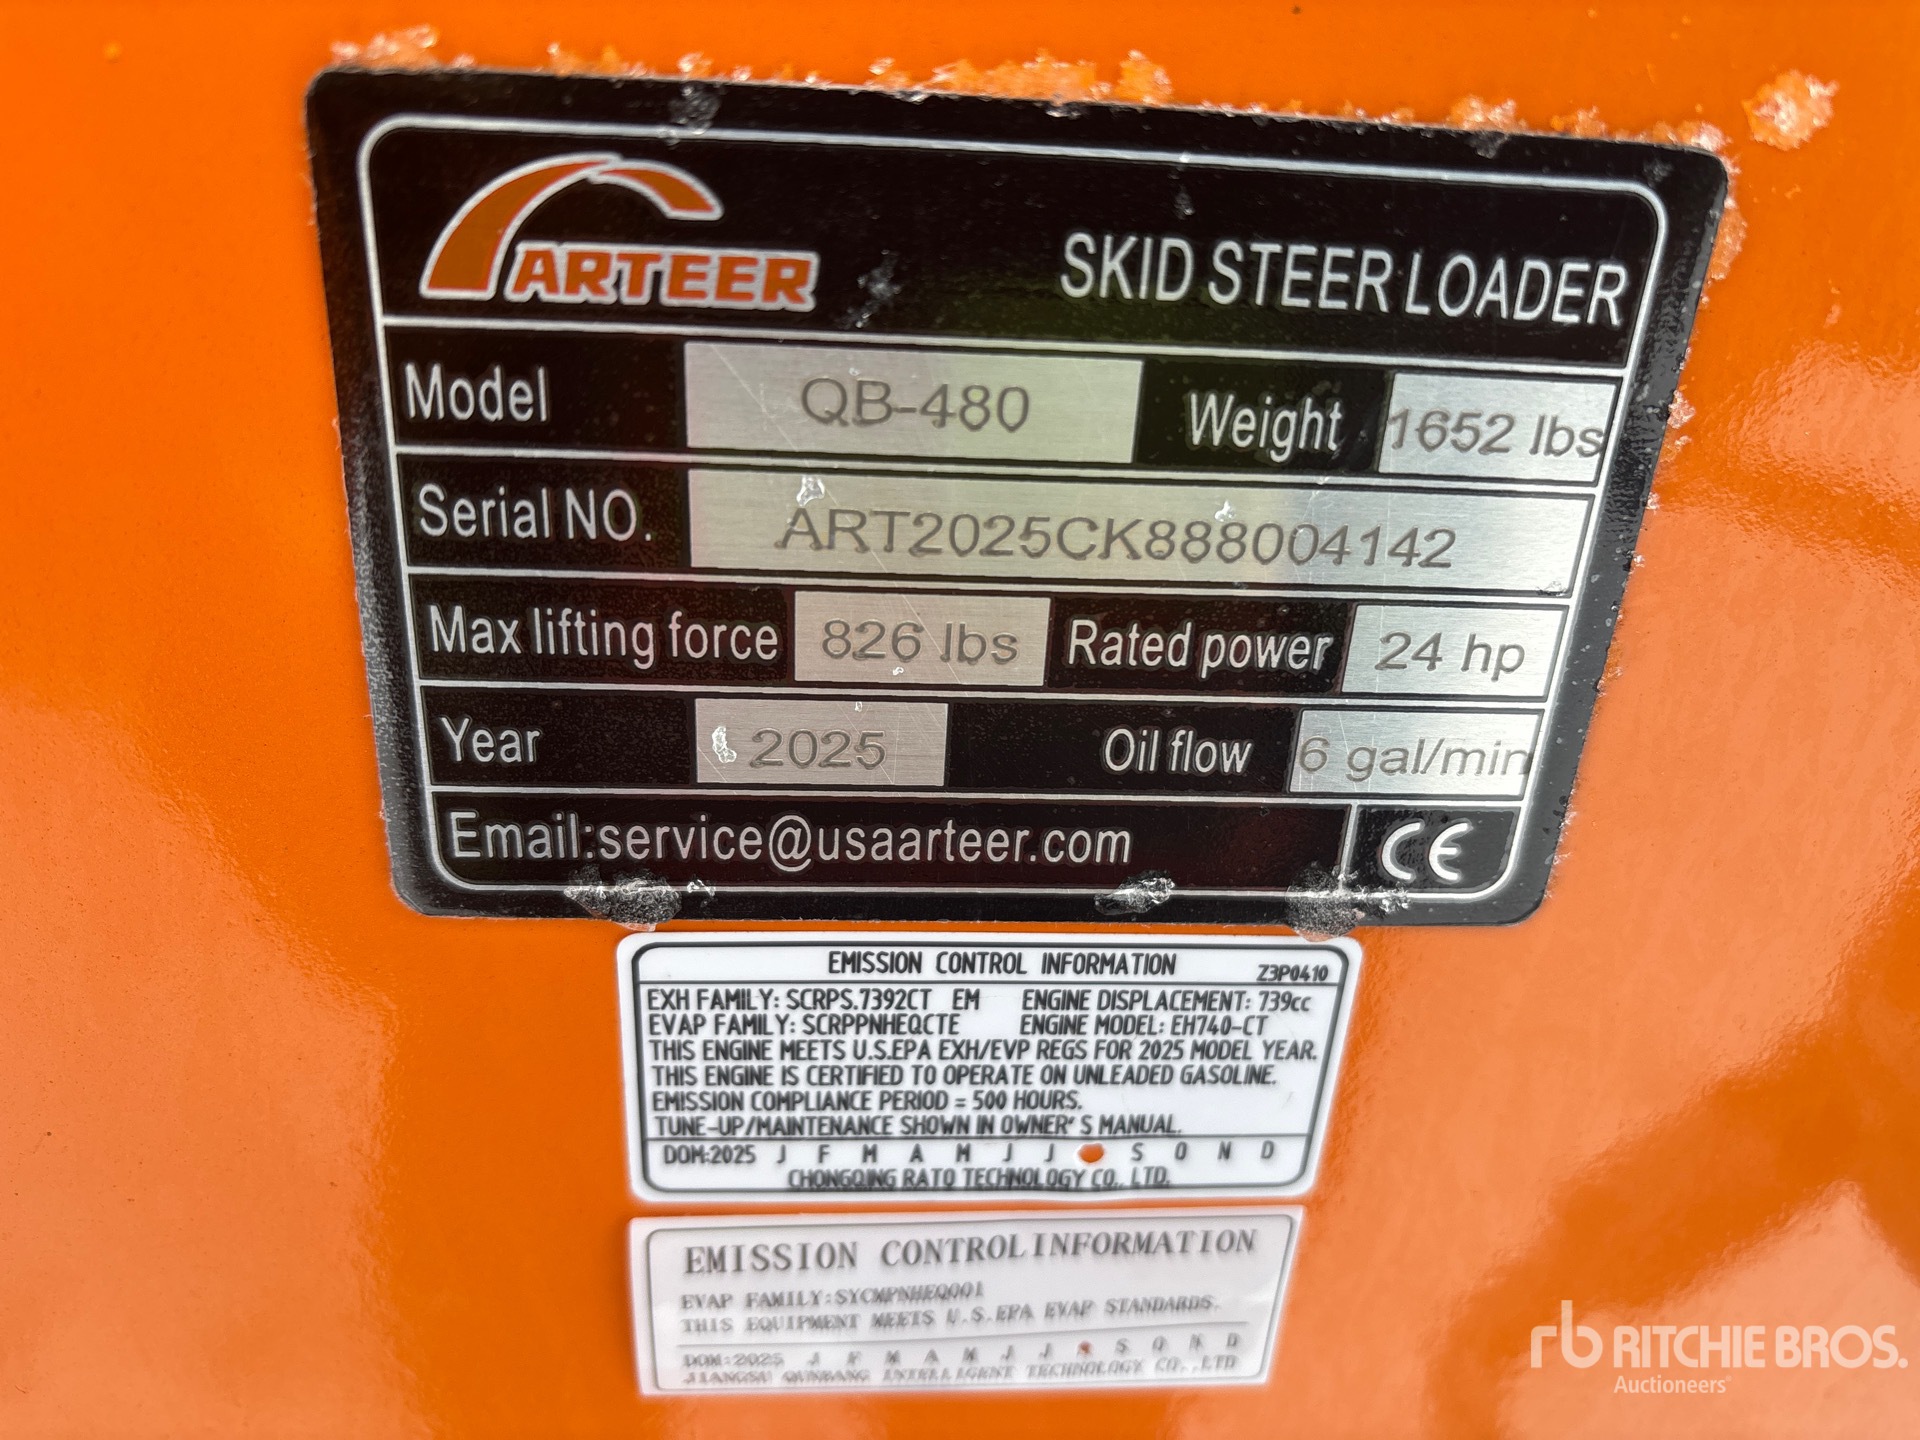 ARTEER
SKID STEER LOADER
Model QB-480 Weight 1652 lbs
Serial NO. ART2025CK888004142
Max lifting force 826 lbs Rated power 24 hp
Year 2025 Oil flow 6 gal/min
Email:service@usaarteer.com CE
EMISSION CONTROL INFORMATION Z3P0410
EXH FAMILY: SCRPS.7392CT EM ENGINE DISPLACEMENT: 739cc
EVAP FAMILY: SCRPPNHEQCTE ENGINE MODEL: EH740-CT
THIS ENGINE MEETS U.S.EPA EXH/EVP REGS FOR 2025 MODEL YEAR.
THIS ENGINE IS CERTIFIED TO OPERATE ON UNLEADED GASOLINE.
EMISSION COMPLIANCE PERIOD = 500 HOURS.
TUNE-UP/MAINTENANCE SHOWN IN OWNER' S MANUAL.
DOM:2025 J F M A M J J S O N D
CHONGQING RATO TECHNOLOGY CO., LTD.
EMISSION CONTROL INFORMATION
EVAP FAMILY:SYCMPNHEQ001
THIS EQUIPMENT MEETS U.S.EPA EVAP STANDARDS.
DOM:2025 J F M A M J J S O N D
JIANGSU QUNBANG INTELLIGENT TECHNOLOGY CO.,LTD
rb RITCHIE BROS.
Auctioneers